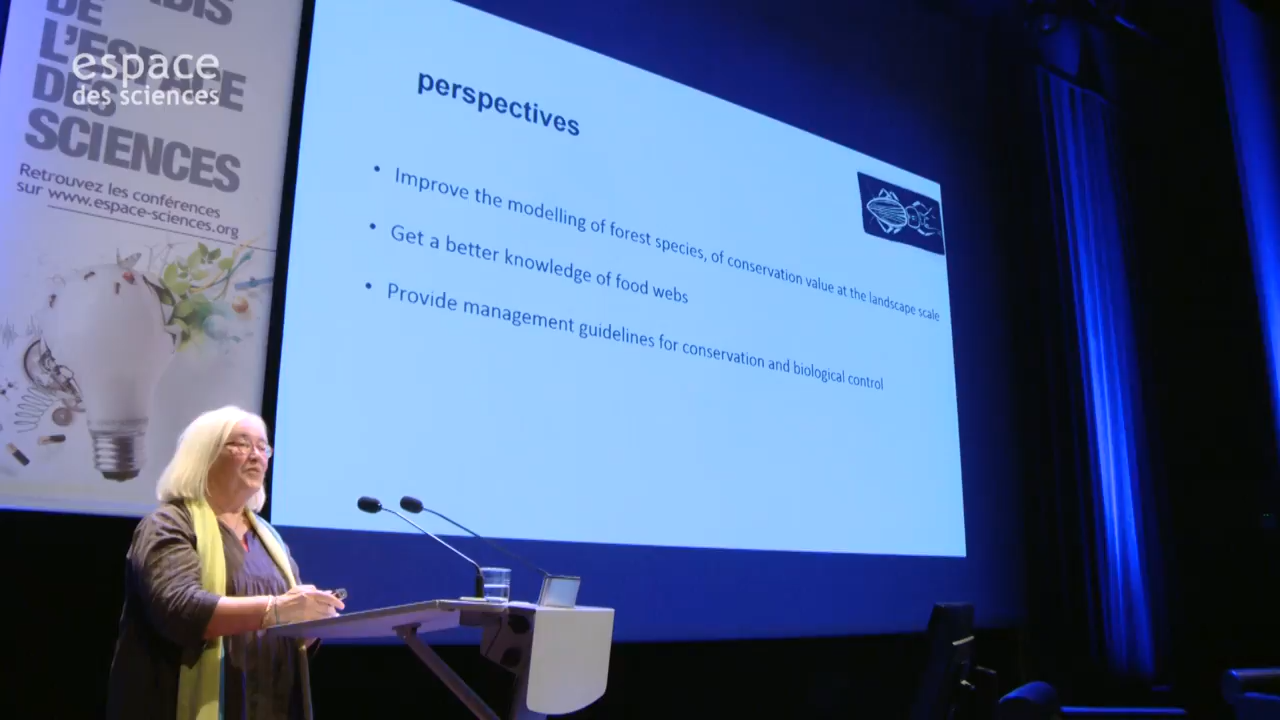 DE
L'ESPACE
DES
SCIENCES
espace
des sciences
Retrouvez les conférences
sur www.espace-sciences.org
perspectives
• Improve the modelling of forest species, of conservation value at the landscape scale
• Get a better knowledge of food webs
• Provide management guidelines for conservation and biological control